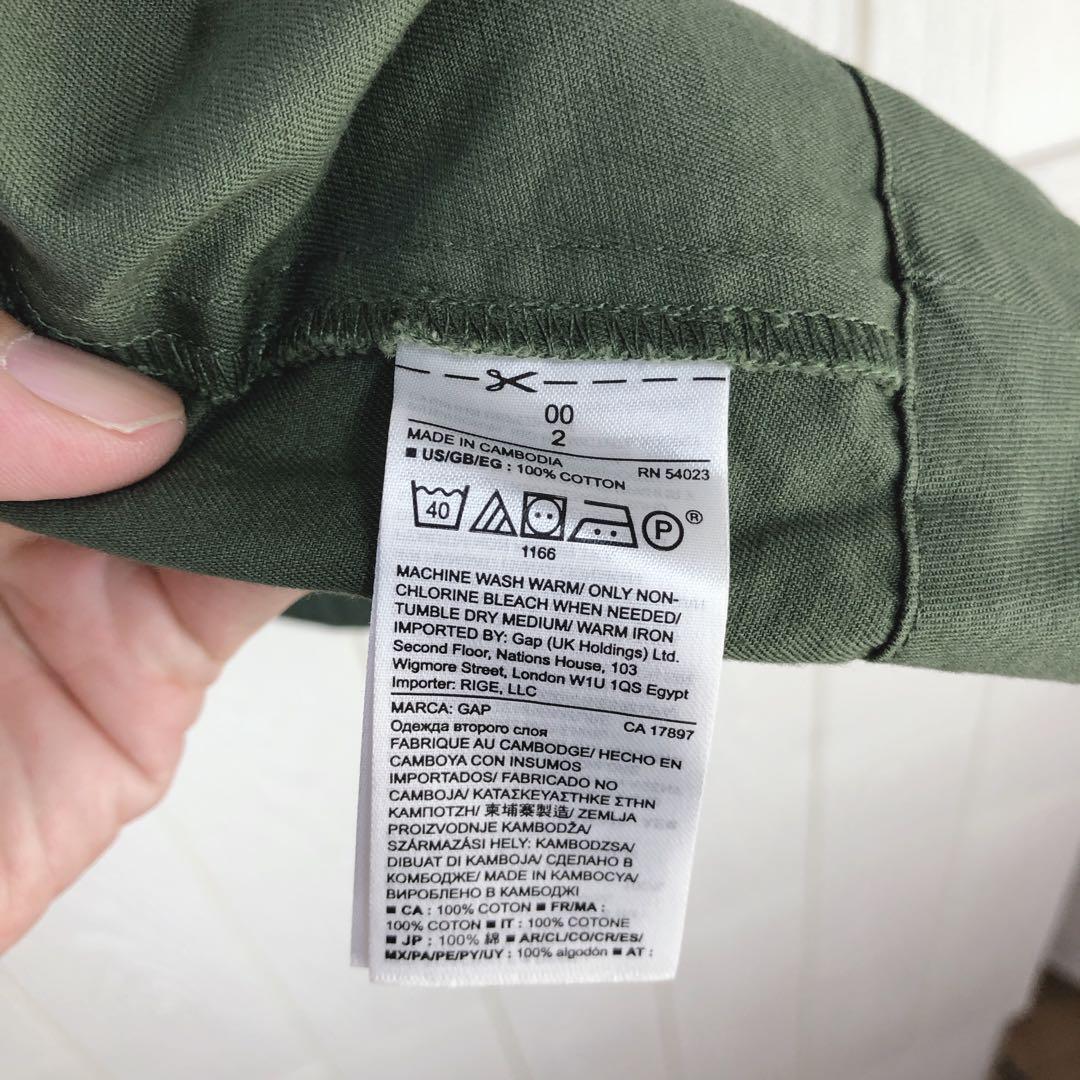 00
2
MADE IN CAMBODIA RN 54023
■ US/GB/EG : 100% COTTON
40 P ®
1166
MACHINE WASH WARM/ ONLY NON-
CHLORINE BLEACH WHEN NEEDED/
TUMBLE DRY MEDIUM/ WARM IRON
IMPORTED BY: Gap (UK Holdings) Ltd.
Second Floor, Nations House, 103
Wigmore Street, London W1U 1QS Egypt
Importer: RIGE, LLC
MARCA: GAP CA 17897
Одежда второго слоя
FABRIQUE AU CAMBODGE/ HECHO EN
CAMBOYA CON INSUMOS
IMPORTADOS/ FABRICADO NO
CAMBOJA/ ΚΑΤΑΣΚΕΥΑΣΤΗΚΕ ΣΤΗΝ
ΚΑΜΠΟΤΖΗ/ 柬埔寨製造/ ZEMLJA
PROIZVODNJE KAMBODŽA/
SZÁRMAZÁSI HELY: KAMBODZSA/
DIBUAT DI KAMBOJA/ СДЕЛАНО В
КОМБОДЖЕ/ MADE IN KAMBOCYA/
ВИРОБЛЕНО В КАМБОДЖІ
■ CA : 100% COTON ■ FR/MA :
100% COTON ■ IT : 100% COTONE
■ JP : 100% 綿 ■ AR/CL/CO/CR/ES/
MX/PA/PE/PY/UY : 100% algodón ■ AT :